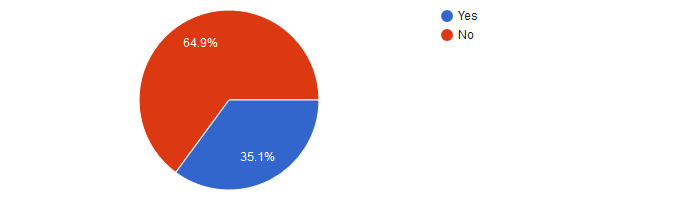 64.9%
35.1%
Yes
No